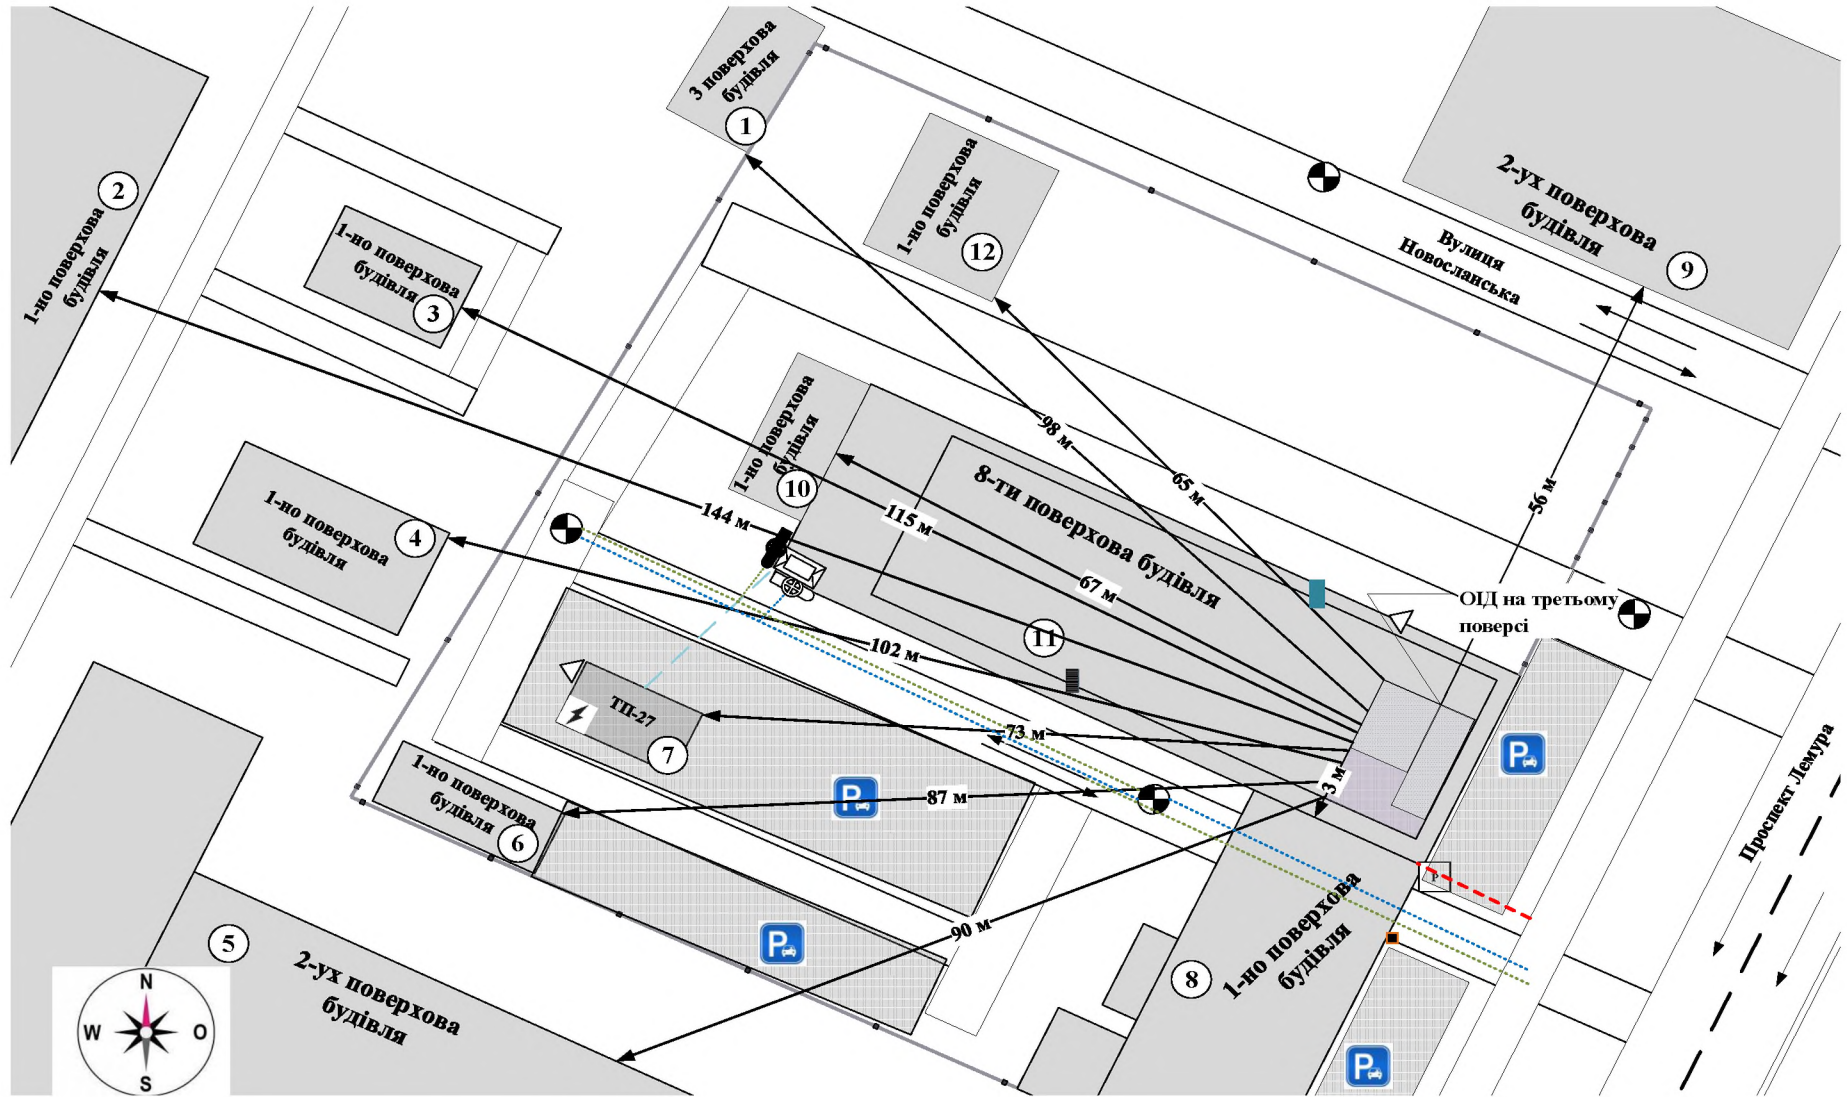 3 поверхова
будівля
1
2
1-но поверхова
будівля
1-но поверхова
будівля
3
1-но поверхова
будівля
12
2-ух поверхова
будівля
9
Вулиця
Новосланська
1-но поверхова
будівля
4
1-но поверхова
будівля
10
8-ти поверхова будівля
11
98 м
65 м
56 м
144 м
115 м
67 м
102 м
73 м
87 м
90 м
3 м
ОІД на третьому
поверсі
ТП-27
7
1-но поверхова
будівля
6
P
P
P
P
P
5
2-ух поверхова
будівля
8
1-но поверхова
будівля
Проспект Лемура
N
W
O
S